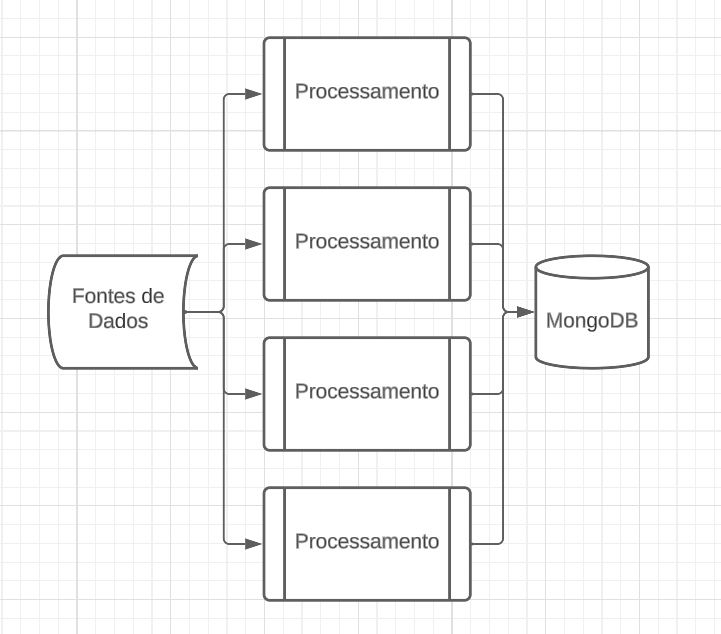 Processamento
Processamento
Fontes de
Dados
MongoDB
Processamento
Processamento